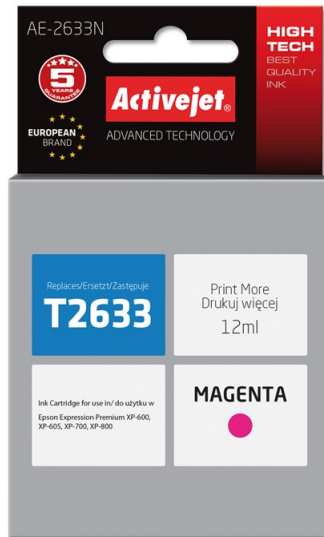 AE-2633N
HIGH
TECH
BEST
QUALITY
INK
5
YEARS
GUARANTEE
Activejet®
ADVANCED TECHNOLOGY
EUROPEAN
BRAND
Replaces/Ersetzt/Zastępuje
T2633
Print More
Drukuj więcej
12ml
Ink Cartridge for use in/ do użytku w
Epson Expression Premium XP-600,
XP-605, XP-700, XP-800
MAGENTA